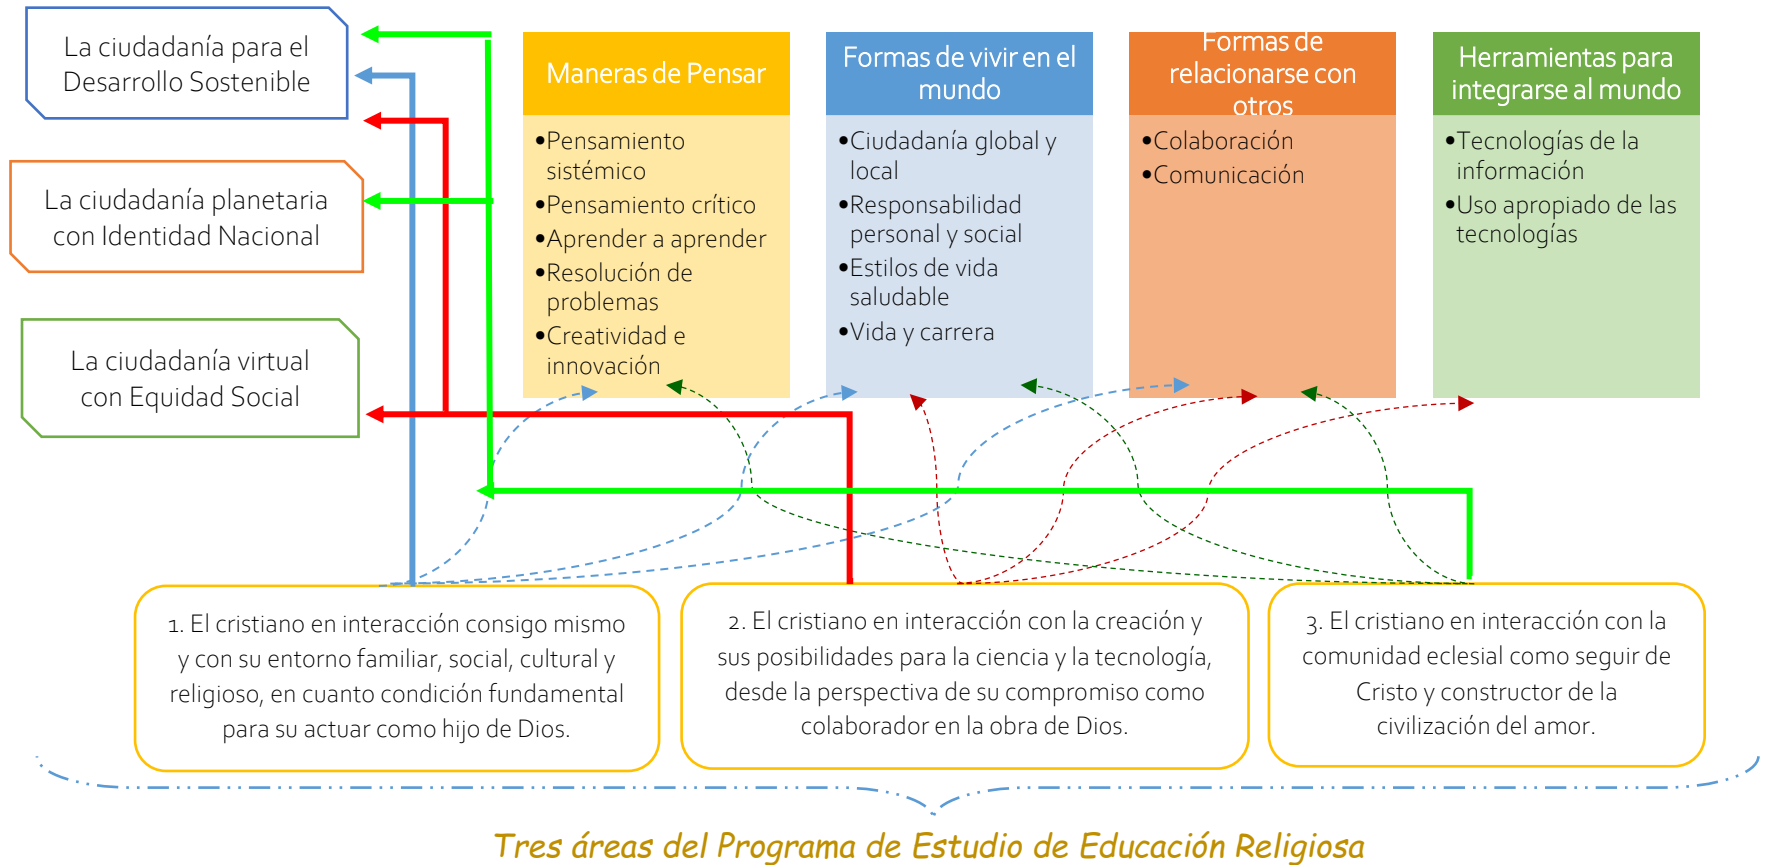 La ciudadanía para el
Desarrollo Sostenible
La ciudadanía planetaria
con Identidad Nacional
La ciudadanía virtual
con Equidad Social
Maneras de Pensar
•Pensamiento
sistémico
•Pensamiento crítico
•Aprender a aprender
•Resolución de
problemas
•Creatividad e
innovación
Formas de vivir en el
mundo
•Ciudadanía global y
local
•Responsabilidad
personal y social
•Estilos de vida
saludable
•Vida y carrera
Formas de
relacionarse con
otros
•Colaboración
•Comunicación
Herramientas para
integrarse al mundo
•Tecnologías de la
información
•Uso apropiado de las
tecnologías
1. El cristiano en interacción consigo mismo
y con su entorno familiar, social, cultural y
religioso, en cuanto condición fundamental
para su actuar como hijo de Dios.
2. El cristiano en interacción con la creación y
sus posibilidades para la ciencia y la tecnología,
desde la perspectiva de su compromiso como
colaborador en la obra de Dios.
3. El cristiano en interacción con la
comunidad eclesial como seguir de
Cristo y constructor de la
civilización del amor.
Tres áreas del Programa de Estudio de Educación Religiosa